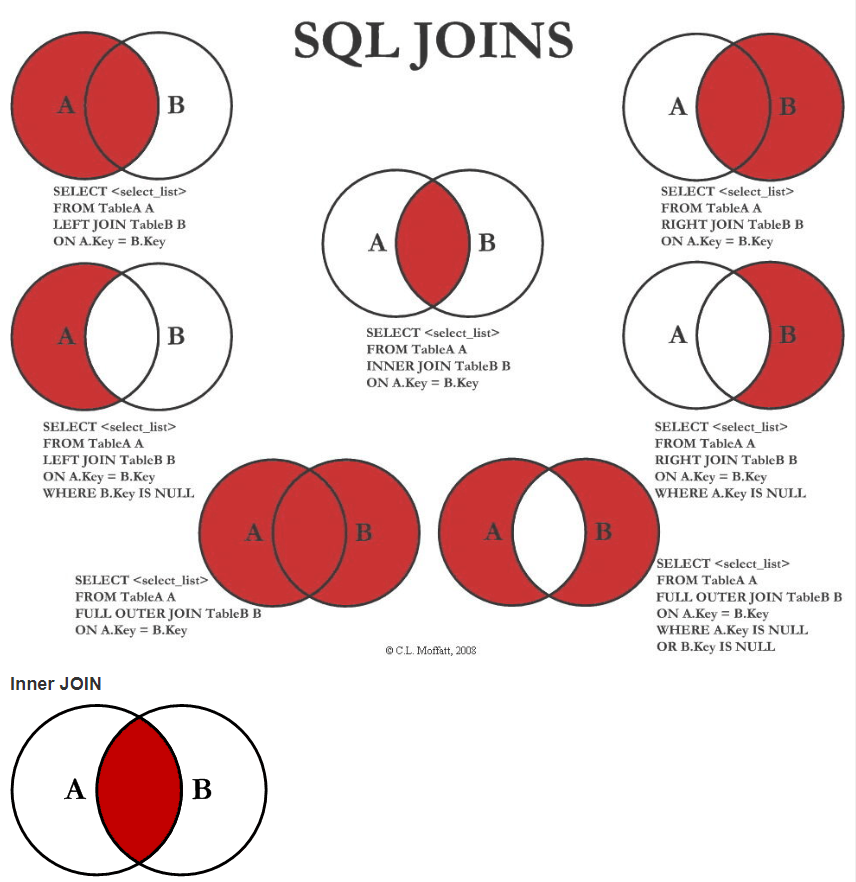 SQL JOINS
A B
SELECT <select_list>
FROM TableA A
LEFT JOIN TableB B
ON A.Key = B.Key
A B
SELECT <select_list>
FROM TableA A
INNER JOIN TableB B
ON A.Key = B.Key
A B
SELECT <select_list>
FROM TableA A
RIGHT JOIN TableB B
ON A.Key = B.Key
A B
SELECT <select_list>
FROM TableA A
LEFT JOIN TableB B
ON A.Key = B.Key
WHERE B.Key IS NULL
A B
SELECT <select_list>
FROM TableA A
RIGHT JOIN TableB B
ON A.Key = B.Key
WHERE A.Key IS NULL
A B
SELECT <select_list>
FROM TableA A
FULL OUTER JOIN TableB B
ON A.Key = B.Key
A B
SELECT <select_list>
FROM TableA A
FULL OUTER JOIN TableB B
ON A.Key = B.Key
WHERE A.Key IS NULL
OR B.Key IS NULL
© C.L. Moffatt, 2008
Inner JOIN
A B